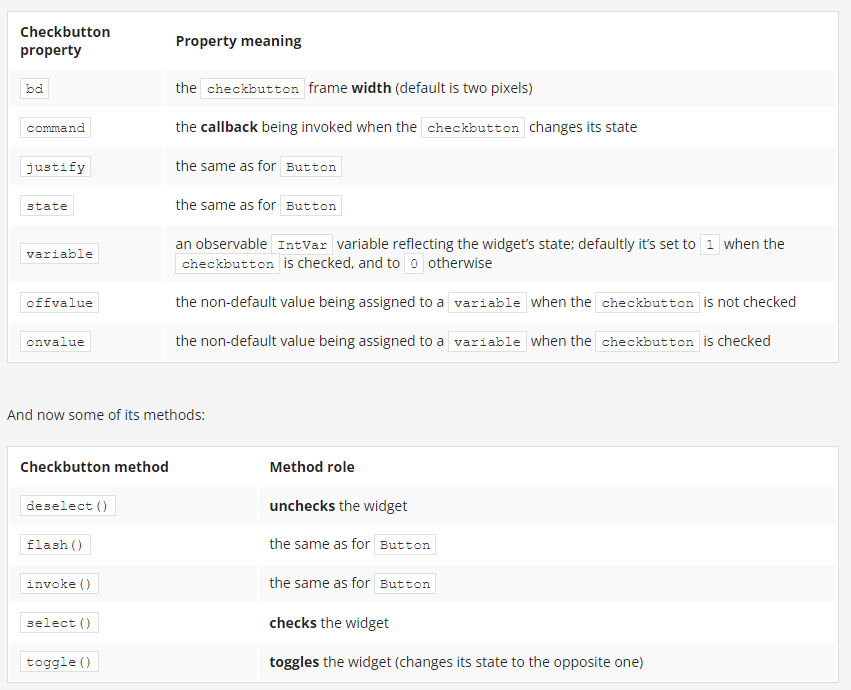 Checkbutton property Property meaning
bd the checkbutton frame width (default is two pixels)
command the callback being invoked when the checkbutton changes its state
justify the same as for Button
state the same as for Button
variable an observable IntVar variable reflecting the widget’s state; defaultly it’s set to 1 when the
checkbutton is checked, and to 0 otherwise
offvalue the non-default value being assigned to a variable when the checkbutton is not checked
onvalue the non-default value being assigned to a variable when the checkbutton is checked
And now some of its methods:
Checkbutton method Method role
deselect() unchecks the widget
flash() the same as for Button
invoke() the same as for Button
select() checks the widget
toggle() toggles the widget (changes its state to the opposite one)